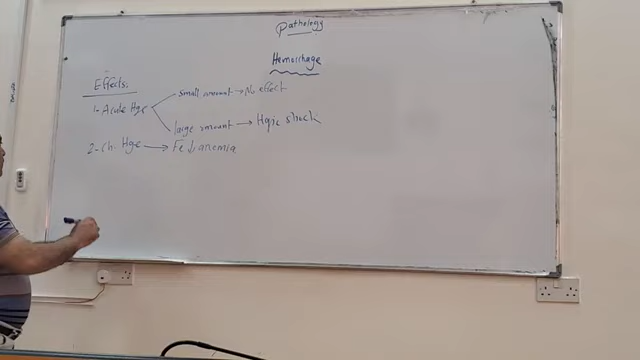 Pathology
Hemorrhage
Effects:
1- Acute Hge
small amount → No effect
large amount → Hgic shock
2- Ch. Hge → Fe ↓ anemia